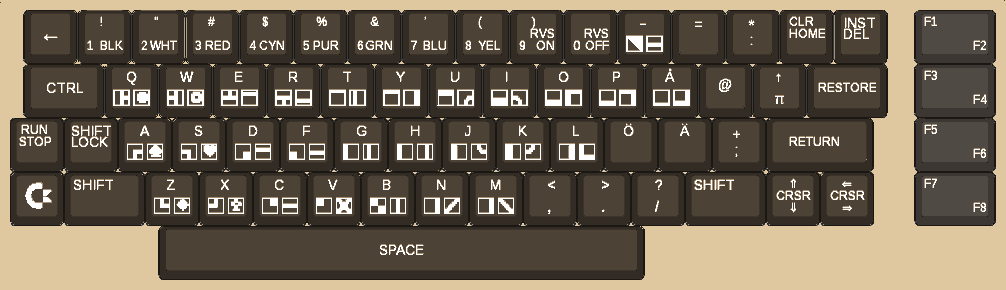 ← ! 1 BLK " 2 WHT # 3 RED $ 4 CYN % 5 PUR & 6 GRN ' 7 BLU ( 8 YEL ) 9 RVS ON RVS 0 OFF - = * : CLR HOME INST DEL F1 F2
CTRL Q W E R T Y U I O P Å @ ↑ π RESTORE F3 F4
RUN STOP SHIFT LOCK A S D F G H J K L Ö Ä + ; RETURN F5 F6
C= SHIFT Z X C V B N M < , > . ? / SHIFT ⇑ CRSR ⇓ ⇐ CRSR ⇒ F7 F8
SPACE